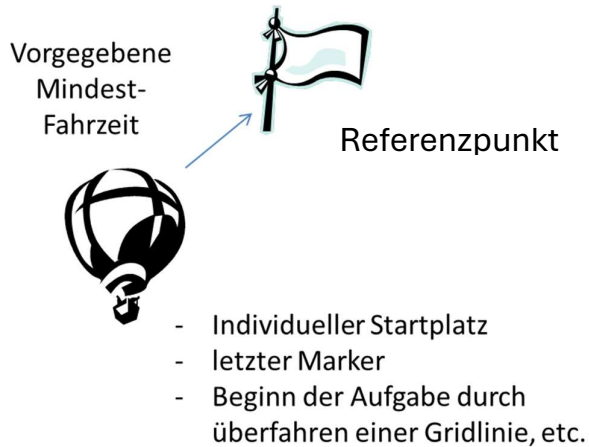 Vorgegebene
Mindest-
Fahrzeit
Referenzpunkt
- Individueller Startplatz
- letzter Marker
- Beginn der Aufgabe durch
überfahren einer Gridlinie, etc.